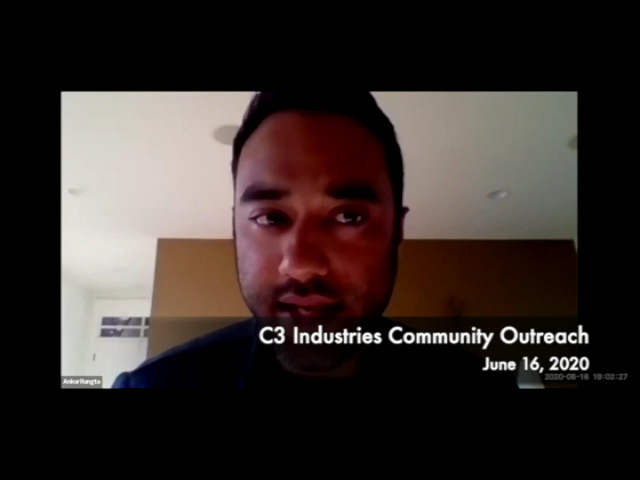 C3 Industries Community Outreach
June 16, 2020
AnkurRungta
2020-06-16 19:02:27